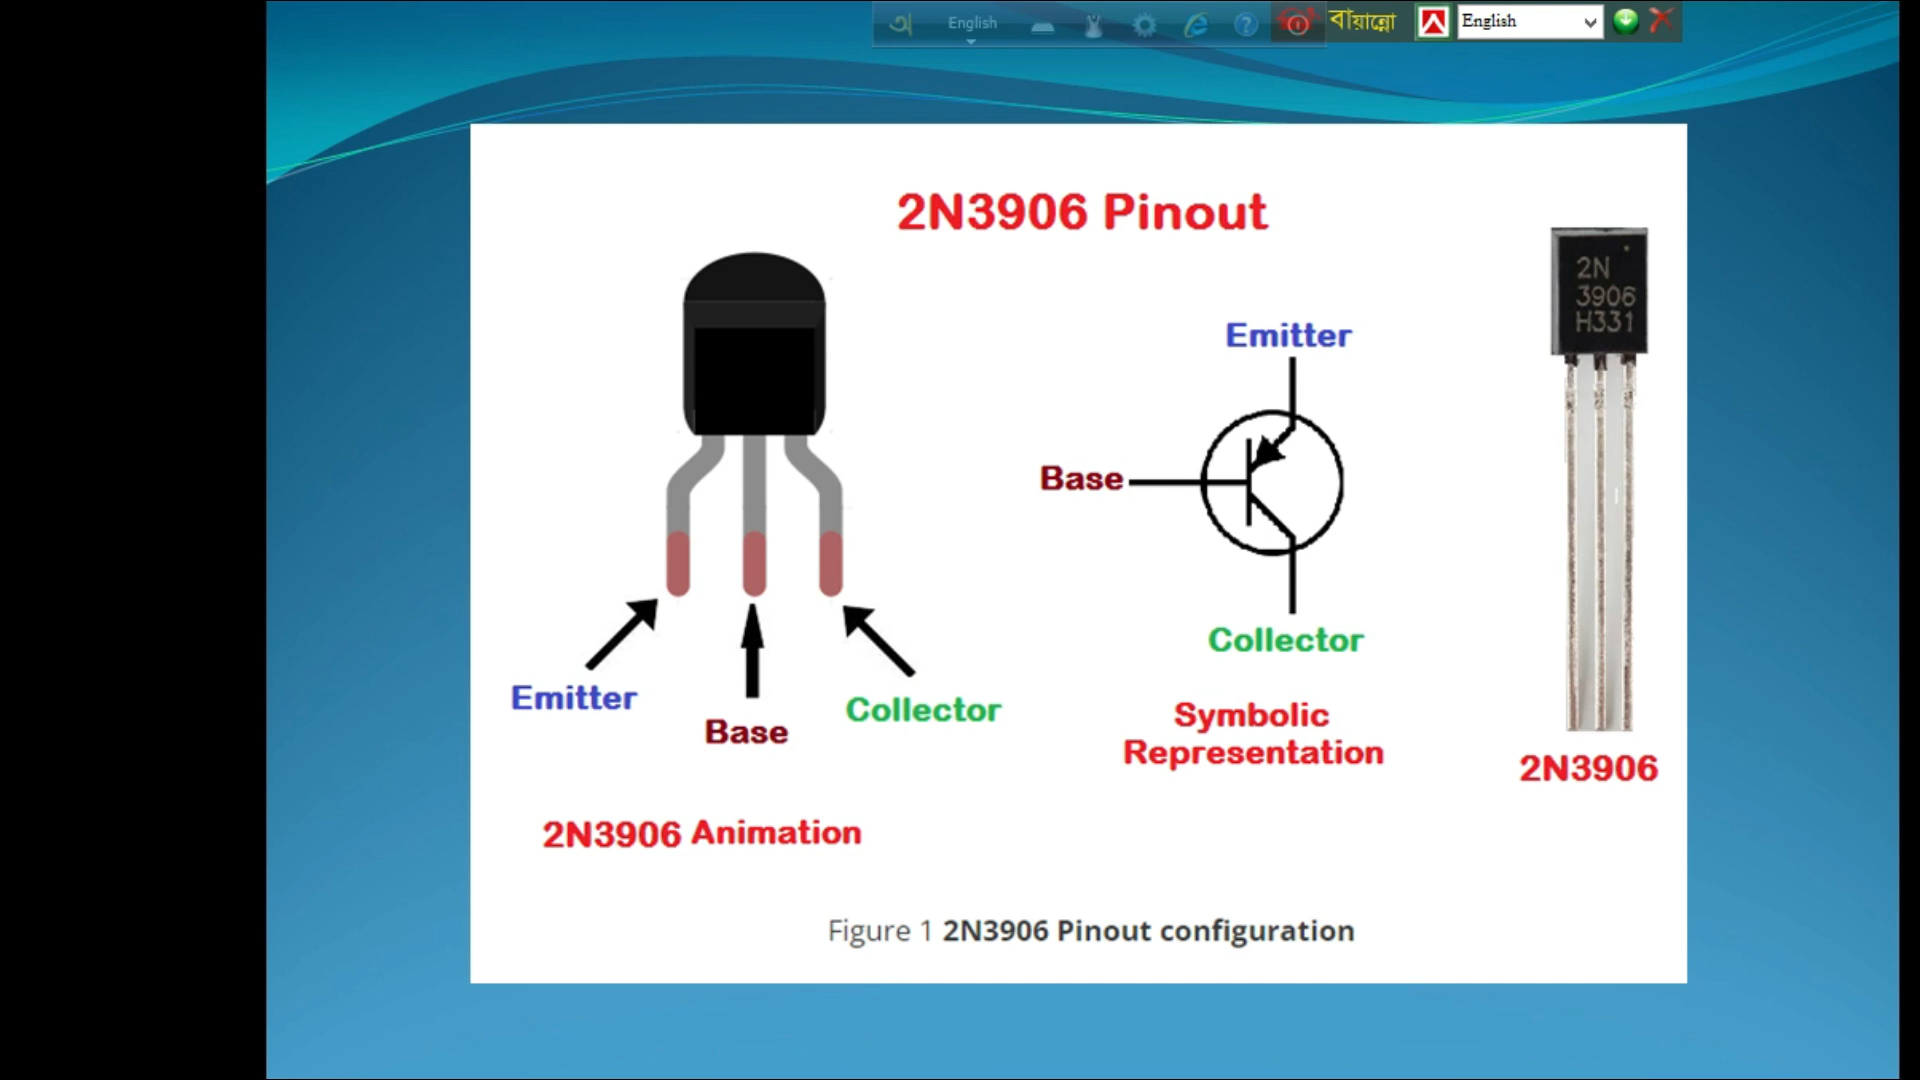 English
বায়ান্নো
English
2N3906 Pinout
2N
3906
H331
Emitter
Base
Collector
Emitter
Base
Collector
Symbolic
Representation
2N3906
2N3906 Animation
Figure 1 2N3906 Pinout configuration